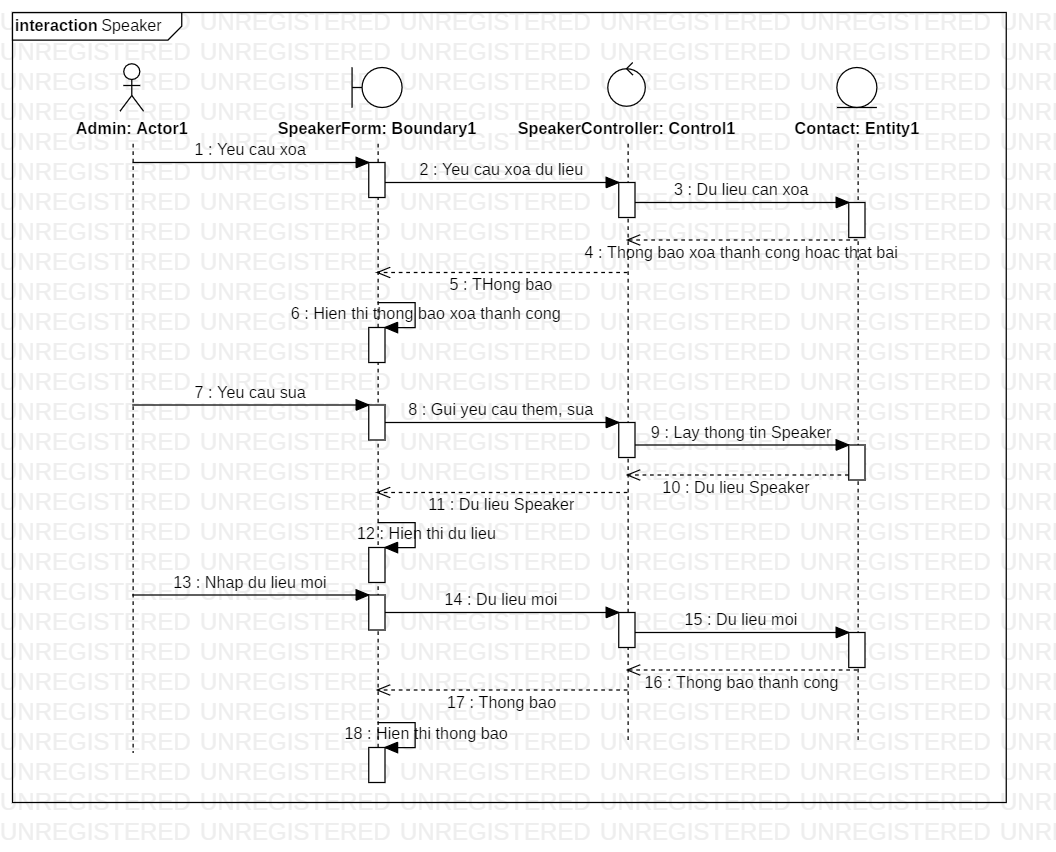 interaction Speaker
Admin: Actor1
SpeakerForm: Boundary1
SpeakerController: Control1
Contact: Entity1
1 : Yeu cau xoa
2 : Yeu cau xoa du lieu
3 : Du lieu can xoa
4 : Thong bao xoa thanh cong hoac that bai
5 : THong bao
6 : Hien thi thong bao xoa thanh cong
7 : Yeu cau sua
8 : Gui yeu cau them, sua
9 : Lay thong tin Speaker
10 : Du lieu Speaker
11 : Du lieu Speaker
12 : Hien thi du lieu
13 : Nhap du lieu moi
14 : Du lieu moi
15 : Du lieu moi
16 : Thong bao thanh cong
17 : Thong bao
18 : Hien thi thong bao
UNREGISTERED